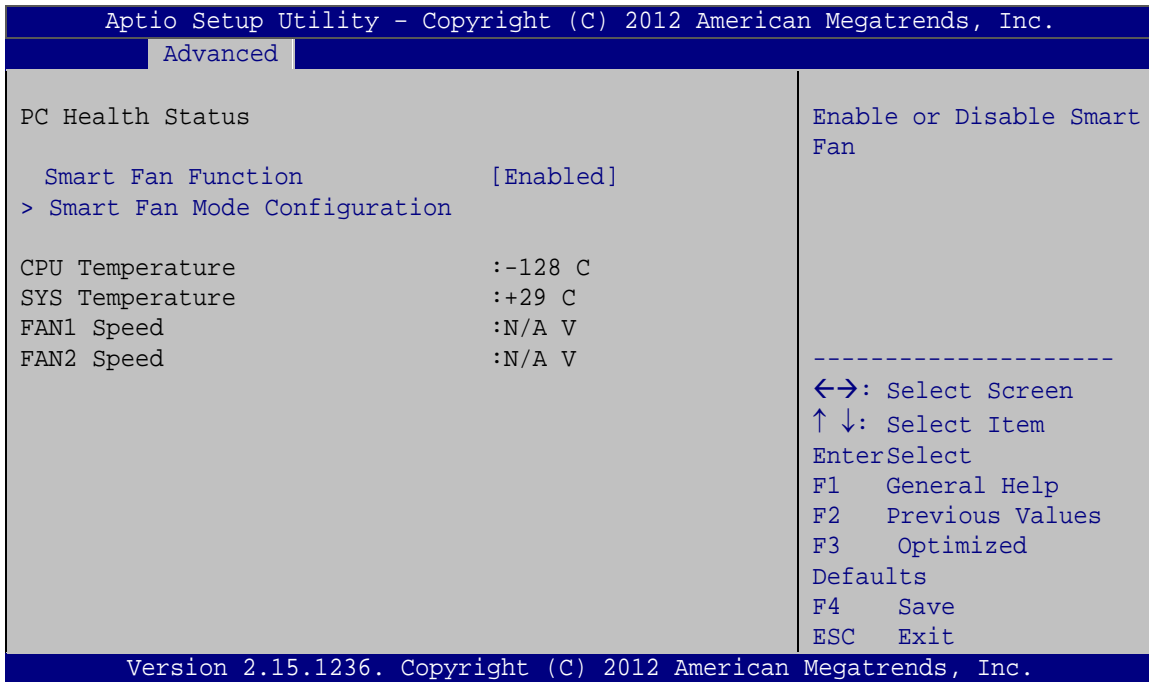 Aptio Setup Utility – Copyright (C) 2012 American Megatrends, Inc.
Advanced
PC Health Status
Smart Fan Function [Enabled]
> Smart Fan Mode Configuration
CPU Temperature :-128 C
SYS Temperature :+29 C
FAN1 Speed :N/A V
FAN2 Speed :N/A V
Enable or Disable Smart
Fan
---------------------
←→: Select Screen
↑ ↓: Select Item
EnterSelect
F1 General Help
F2 Previous Values
F3 Optimized
Defaults
F4 Save
ESC Exit
Version 2.15.1236. Copyright (C) 2012 American Megatrends, Inc.